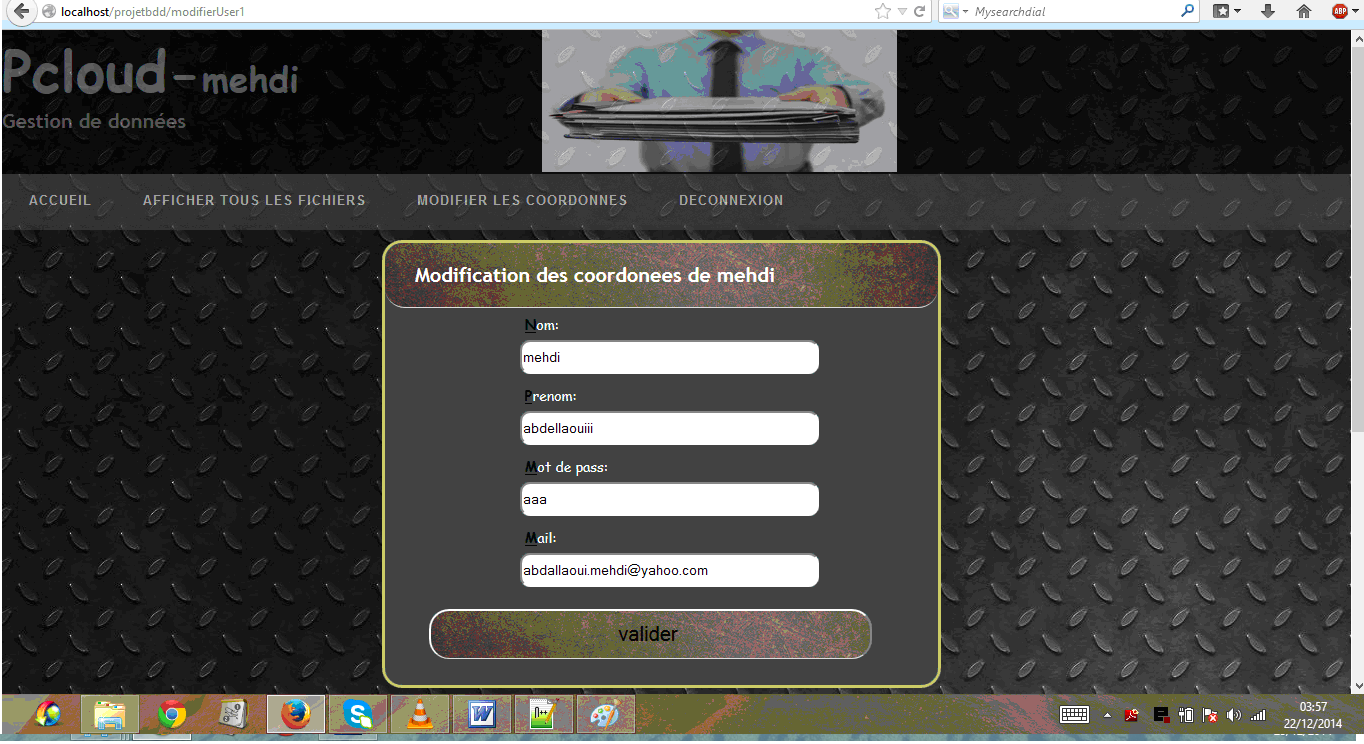 localhost/projetbdd/modifierUser1
Mysearchdial
ABP
Pcloud-mehdi
Gestion de données
ACCUEIL AFFICHER TOUS LES FICHIERS MODIFIER LES COORDONNES DECONNEXION
Modification des coordonees de mehdi
Nom:
mehdi
Prenom:
abdellaouiii
Mot de pass:
aaa
Mail:
abdallaoui.mehdi@yahoo.com
valider
03:57
22/12/2014